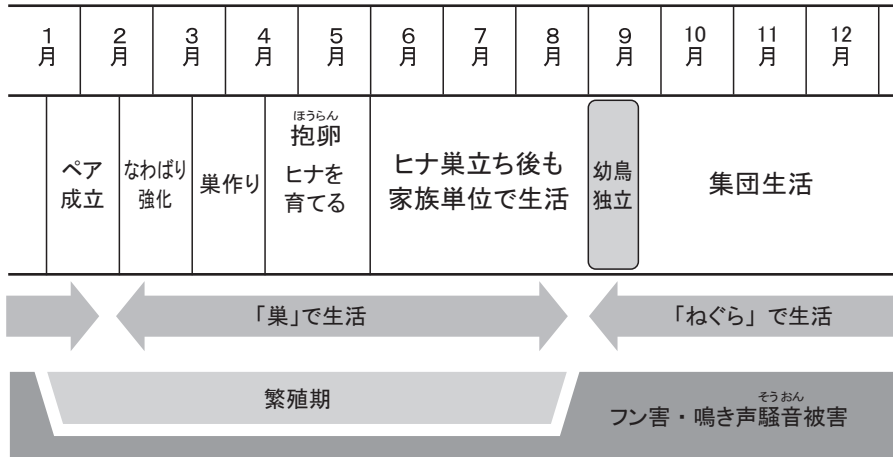 1月 2月 3月 4月 5月 6月 7月 8月 9月 10月 11月 12月
ペア
成立
なわばり
強化
巣作り
ほうらん
抱卵
ヒナを
育てる
ヒナ巣立ち後も
家族単位で生活
幼鳥
独立
集団生活
「巣」で生活
「ねぐら」で生活
繁殖期
そうおん
フン害・鳴き声騒音被害